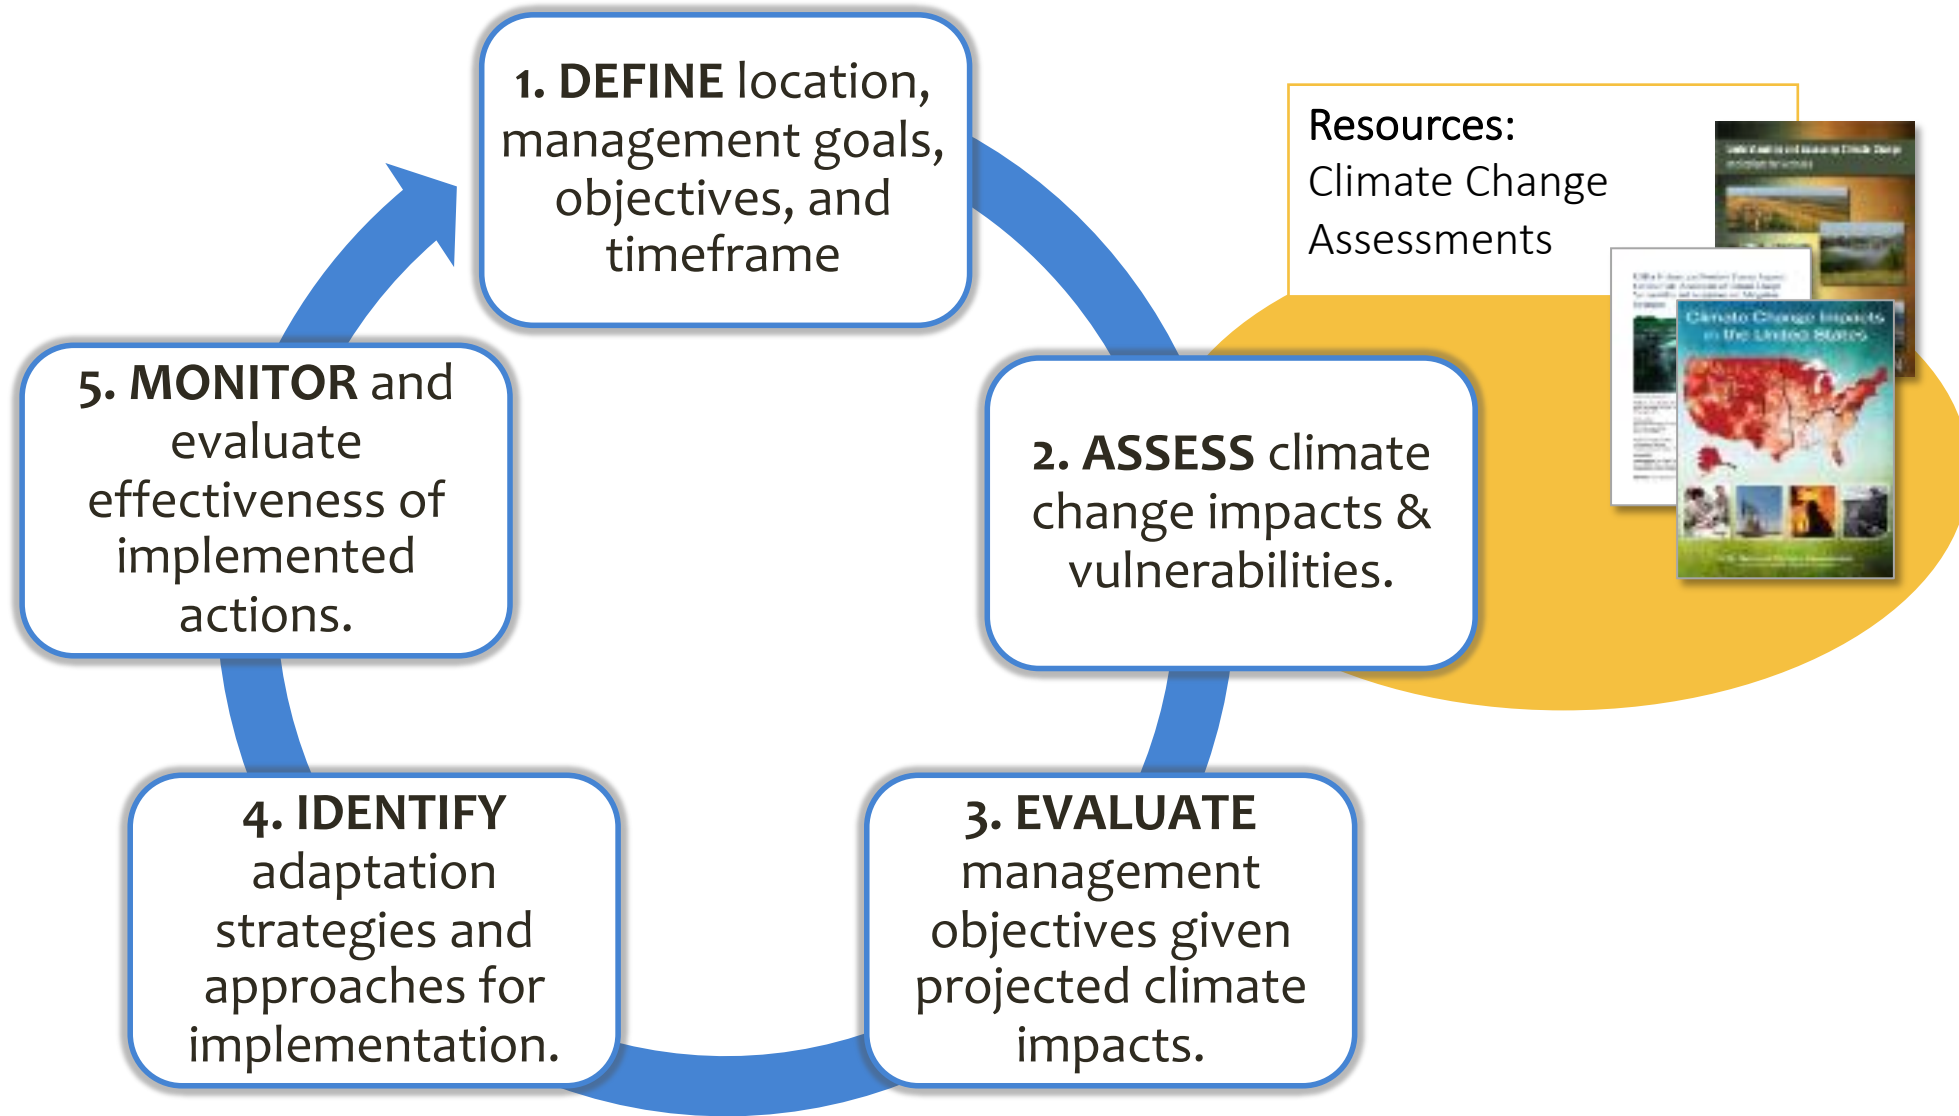 1. DEFINE location,
management goals,
objectives, and
timeframe
Resources:
Climate Change
Assessments
Climate Change Impacts
in the United States
2. ASSESS climate
change impacts &
vulnerabilities.
3. EVALUATE
management
objectives given
projected climate
impacts.
4. IDENTIFY
adaptation
strategies and
approaches for
implementation.
5. MONITOR and
evaluate
effectiveness of
implemented
actions.